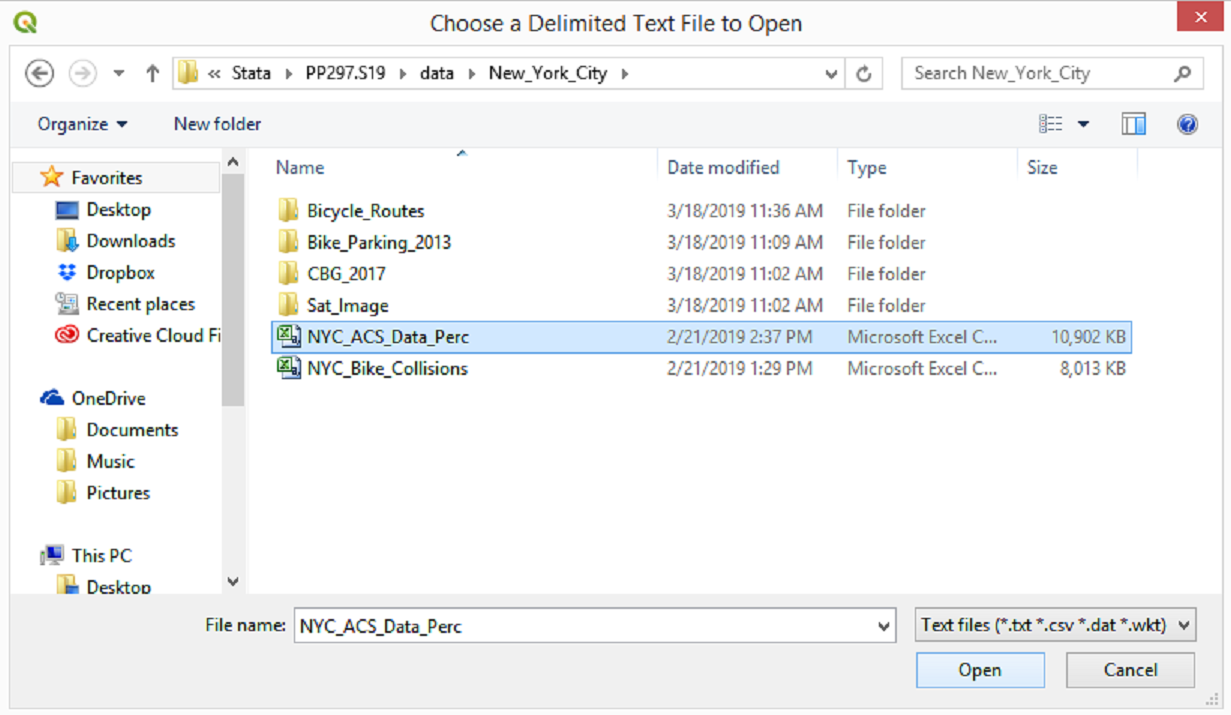 Choose a Delimited Text File to Open
« Stata PP297.S19 data New_York_City
Search New_York_City
Organize New folder
Name Date modified Type Size
Favorites
Desktop
Downloads
Dropbox
Recent places
Creative Cloud Fi
OneDrive
Documents
Music
Pictures
This PC
Desktop
Bicycle_Routes 3/18/2019 11:36 AM File folder
Bike_Parking_2013 3/18/2019 11:09 AM File folder
CBG_2017 3/18/2019 11:02 AM File folder
Sat_Image 3/18/2019 11:02 AM File folder
NYC_ACS_Data_Perc 2/21/2019 2:37 PM Microsoft Excel C... 10,902 KB
NYC_Bike_Collisions 2/21/2019 1:29 PM Microsoft Excel C... 8,013 KB
File name: NYC_ACS_Data_Perc Text files (*.txt *.csv *.dat *.wkt)
Open Cancel